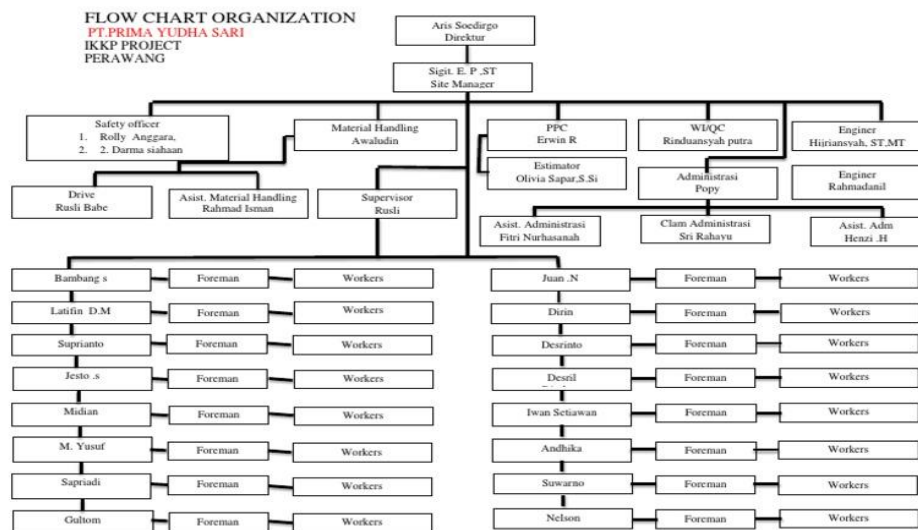 FLOW CHART ORGANIZATION
PT.PRIMA YUDHA SARI
IKKP PROJECT
PERAWANG
Aris Soedirgo
Direktur
Sigit. E. P ,ST
Site Manager
Safety officer
1. Rolly Anggara,
2. 2. Darma siahaan
Material Handling
Awaludin
PPC
Erwin R
WI/QC
Rinduansyah putra
Enginer
Hijriansyah, ST,MT
Estimator
Olivia Sapar,S.Si
Administrasi
Popy
Enginer
Rahmadanil
Drive
Rusli Babe
Asist. Material Handling
Rahmad Isman
Supervisor
Rusli
Asist. Administrasi
Fitri Nurhasanah
Clam Administrasi
Sri Rahayu
Asist. Adm
Henzi .H
Bambang s
Foreman
Workers
Juan .N
Foreman
Workers
Latifin D.M
Foreman
Workers
Dirin
Foreman
Workers
Suprianto
Foreman
Workers
Desrinto
Foreman
Workers
Jesto .s
Foreman
Workers
Desril
Foreman
Workers
Midian
Foreman
Workers
Iwan Setiawan
Foreman
Workers
M. Yusuf
Foreman
Workers
Andhika
Foreman
Workers
Sapriadi
Foreman
Workers
Suwarno
Foreman
Workers
Gultom
Foreman
Workers
Nelson
Foreman
Workers